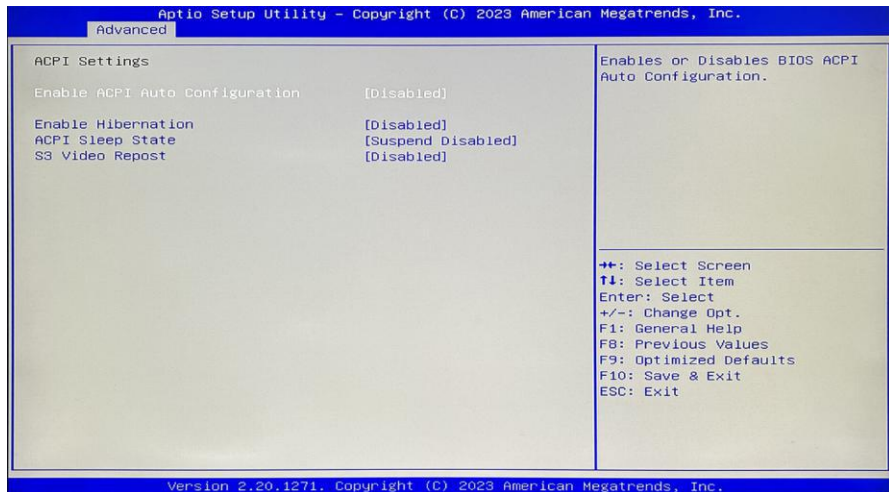 Aptio Setup Utility – Copyright (C) 2023 American Megatrends, Inc.
Advanced
ACPI Settings
Enable ACPI Auto Configuration [Disabled]
Enable Hibernation [Disabled]
ACPI Sleep State [Suspend Disabled]
S3 Video Repost [Disabled]
Enables or Disables BIOS ACPI
Auto Configuration.
→←: Select Screen
↑↓: Select Item
Enter: Select
+/-: Change Opt.
F1: General Help
F8: Previous Values
F9: Optimized Defaults
F10: Save & Exit
ESC: Exit
Version 2.20.1271. Copyright (C) 2023 American Megatrends, Inc.